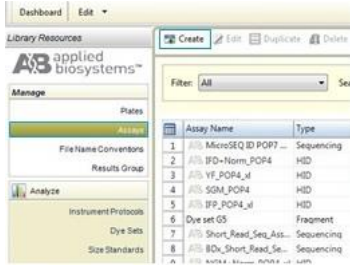 Dashboard Edit
Library Resources
Create Edit Duplicate Delete
AB applied biosystems™
Filter: All
Manage
Plates
Assays
File Name Conventions
Results Group
Analyze
Instrument Protocols
Dye Sets
Size Standards
Assay Name Type
1 MicroSEQ ID POP7 ... Sequencing
2 IFD+Norm_POP4 HID
3 YF_POP4_xl HID
4 SGM_POP4 HID
5 IFP_POP4_xl HID
6 Dye set G5 Fragment
7 Short_Read_Seq_Ass... Sequencing
8 BDx_Short_Read_Se... Sequencing